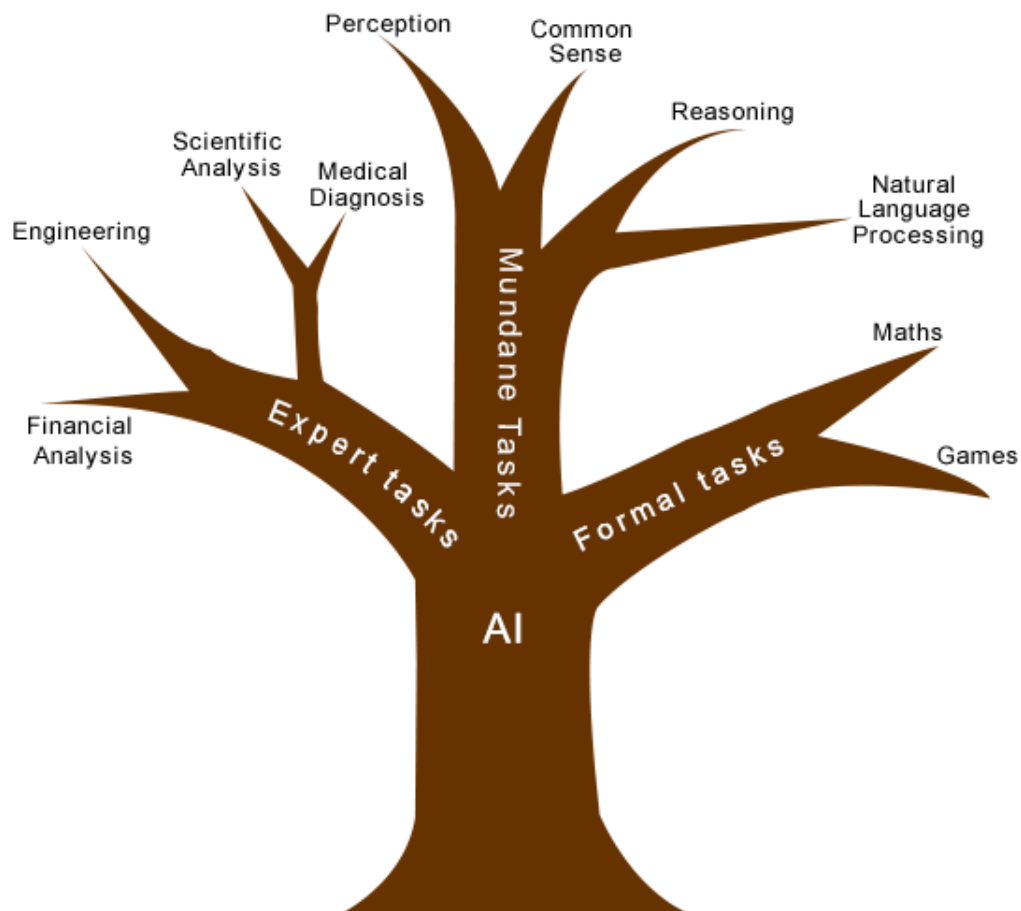 Perception
Common
Sense
Reasoning
Scientific
Analysis
Medical
Diagnosis
Natural
Language
Processing
Engineering
Maths
Financial
Analysis
Games
Expert tasks
Mundane Tasks
Formal tasks
AI